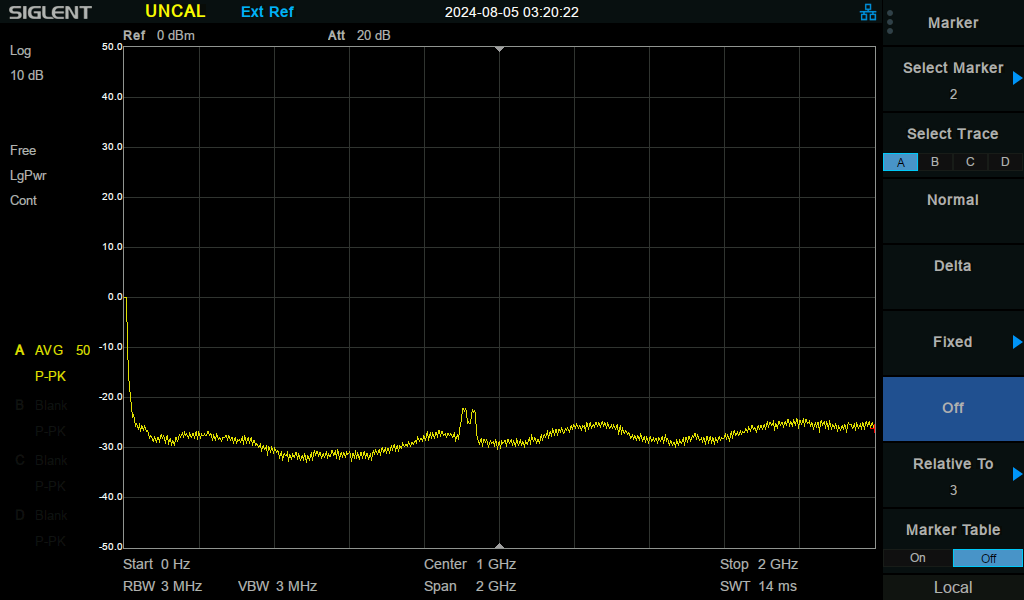 SIGLENT UNCAL Ext Ref 2024-08-05 03:20:22
Ref 0 dBm Att 20 dB
Log
10 dB
Free
LgPwr
Cont
A AVG 50
P-PK
B Blank
P-PK
C Blank
P-PK
D Blank
P-PK
50.0
40.0
30.0
20.0
10.0
0.0
-10.0
-20.0
-30.0
-40.0
-50.0
Start 0 Hz Center 1 GHz Stop 2 GHz
RBW 3 MHz VBW 3 MHz Span 2 GHz SWT 14 ms
Marker
Select Marker
2
Select Trace
A B C D
Normal
Delta
Fixed
Off
Relative To
3
Marker Table
On Off
Local